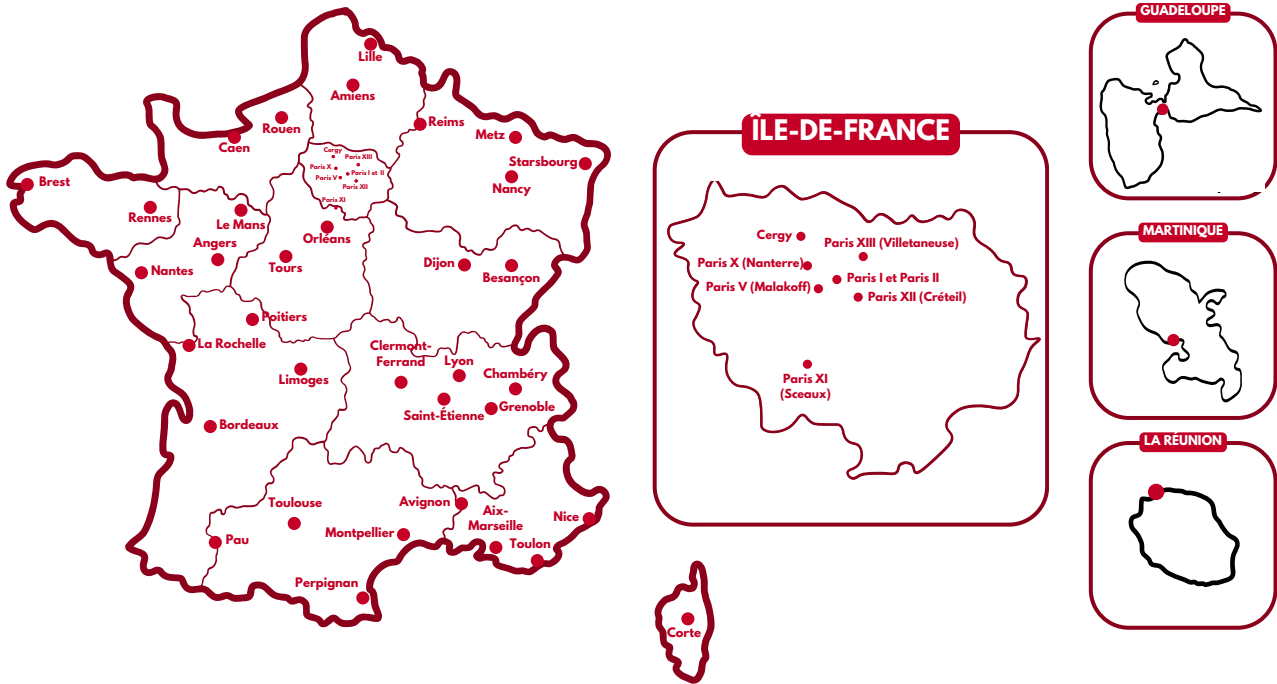 Lille
Amiens
Rouen
Caen
Reims
Metz
Starsbourg
Nancy
Cergy
Paris XIII
Paris X
Paris I et II
Paris V
Paris XII
Paris XI
Brest
Rennes
Le Mans
Angers
Nantes
Orléans
Tours
Dijon
Besançon
Poitiers
La Rochelle
Limoges
Clermont-
Ferrand
Lyon
Chambéry
Saint-Étienne
Grenoble
Bordeaux
Toulouse
Avignon
Aix-
Marseille
Nice
Montpellier
Toulon
Pau
Perpignan
Corte
ÎLE-DE-FRANCE
Cergy
Paris XIII (Villetaneuse)
Paris X (Nanterre)
Paris I et Paris II
Paris V (Malakoff)
Paris XII (Créteil)
Paris XI
(Sceaux)
GUADELOUPE
MARTINIQUE
LA RÉUNION